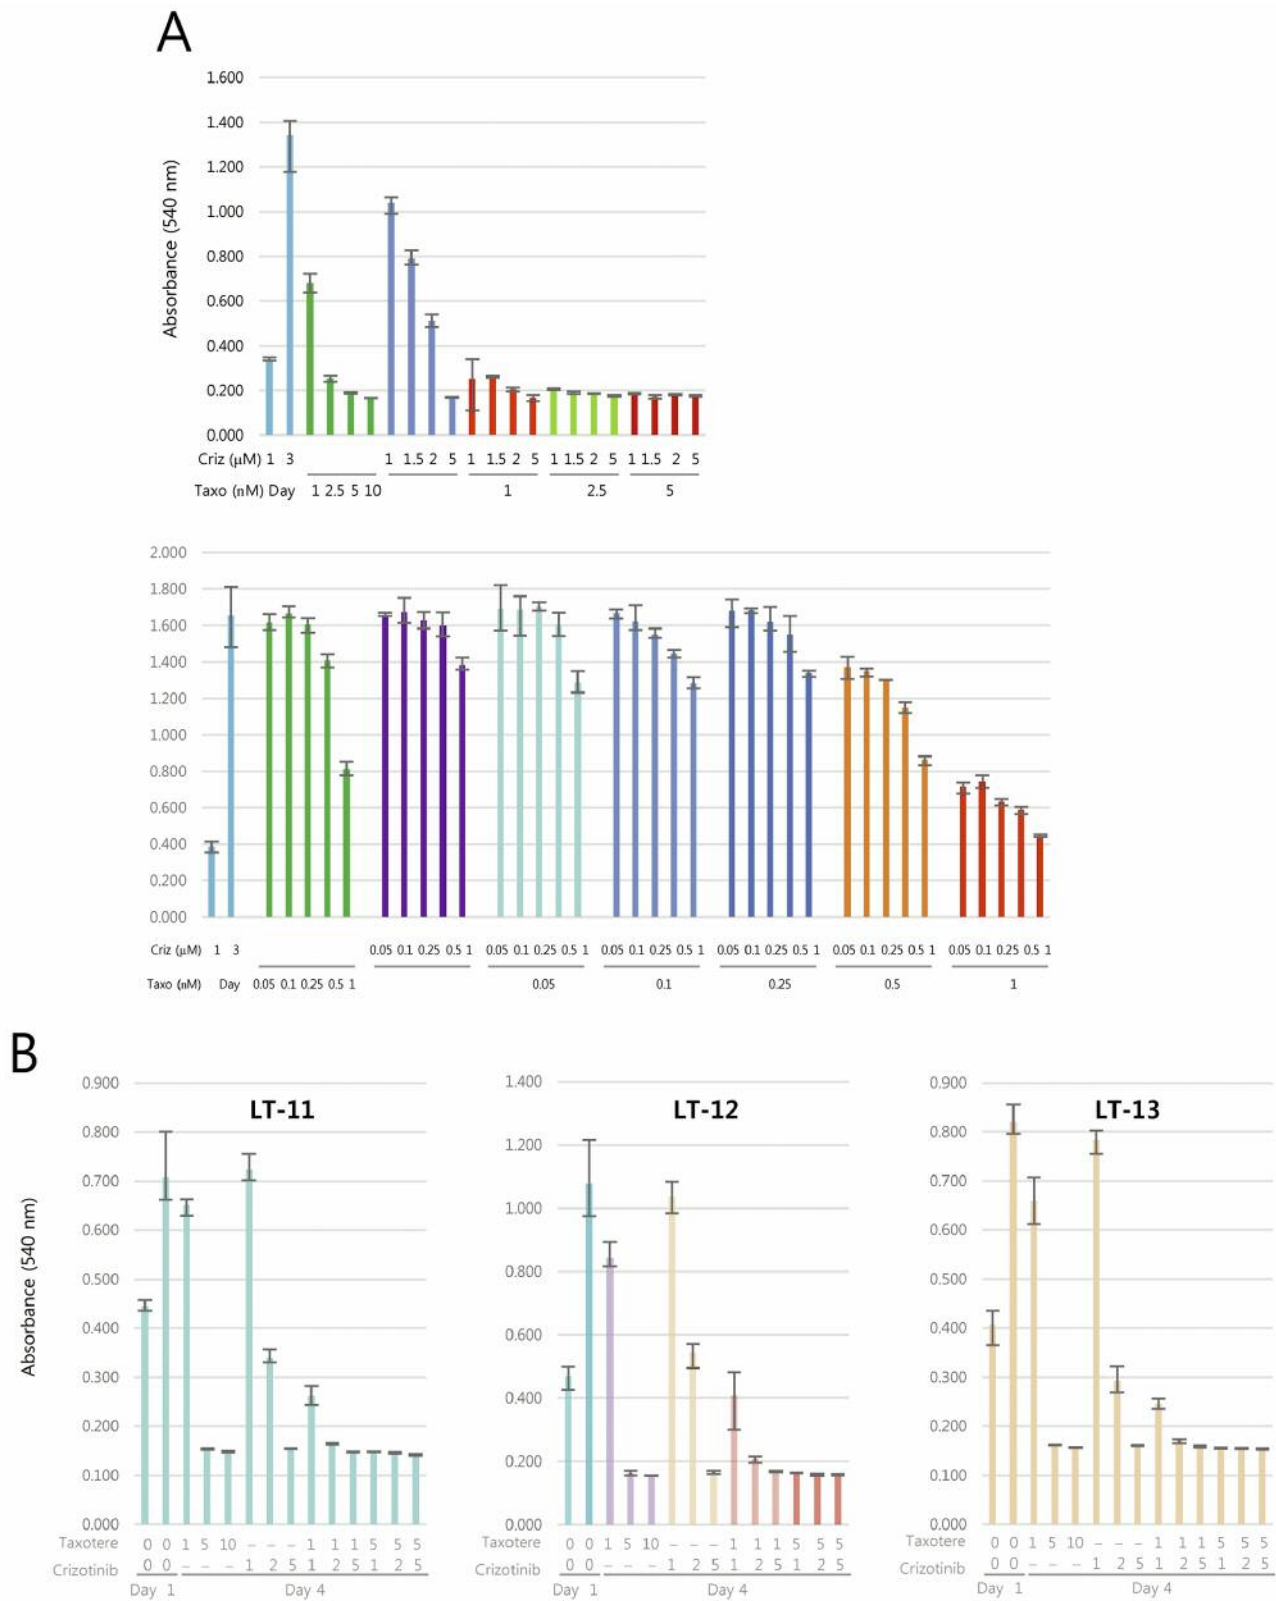 A
1.600
1.400
1.200
1.000
0.800
0.600
0.400
0.200
0.000
Absorbance (540 nm)
Criz (μM) 1 3 1 1.5 2 5 1 1.5 2 5 1 1.5 2 5 1 1.5 2 5
Taxo (nM) Day 1 2.5 5 10 1 2.5 5
2.000
1.800
1.600
1.400
1.200
1.000
0.800
0.600
0.400
0.200
0.000
Criz (μM) 1 3 0.05 0.1 0.25 0.5 1 0.05 0.1 0.25 0.5 1 0.05 0.1 0.25 0.5 1 0.05 0.1 0.25 0.5 1 0.05 0.1 0.25 0.5 1 0.05 0.1 0.25 0.5 1
Taxo (nM) Day 0.05 0.1 0.25 0.5 1 0.05 0.1 0.25 0.5 1
B
Absorbance (540 nm)
LT-11
0.900
0.800
0.700
0.600
0.500
0.400
0.300
0.200
0.100
0.000
Taxotere 0 0 1 5 10 – – – 1 1 1 5 5 5
Crizotinib 0 0 – – – 1 2 5 1 2 5 1 2 5
Day 1 Day 4
LT-12
1.400
1.200
1.000
0.800
0.600
0.400
0.200
0.000
Taxotere 0 0 1 5 10 – – – 1 1 1 5 5 5
Crizotinib 0 0 – – – 1 2 5 1 2 5 1 2 5
Day 1 Day 4
LT-13
0.900
0.800
0.700
0.600
0.500
0.400
0.300
0.200
0.100
0.000
Taxotere 0 0 1 5 10 – – – 1 1 1 5 5 5
Crizotinib 0 0 – – – 1 2 5 1 2 5 1 2 5
Day 1 Day 4